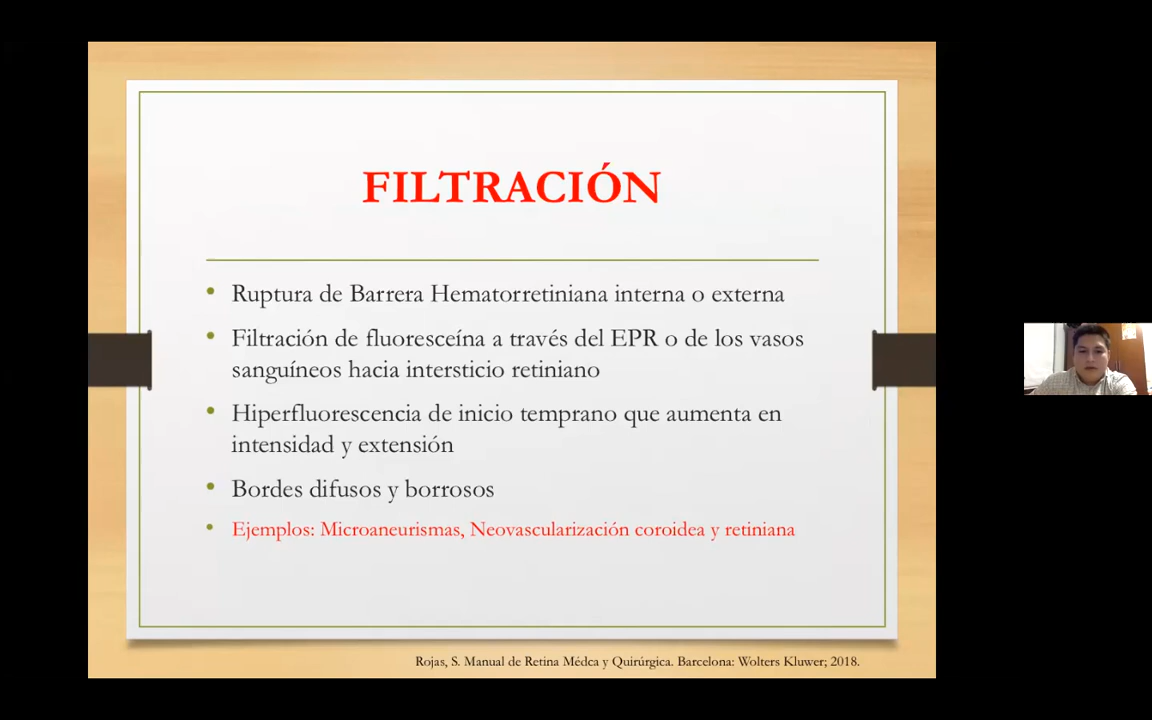 FILTRACIÓN
• Ruptura de Barrera Hematorretiniana interna o externa
• Filtración de fluoresceína a través del EPR o de los vasos
sanguíneos hacia intersticio retiniano
• Hiperfluorescencia de inicio temprano que aumenta en
intensidad y extensión
• Bordes difusos y borrosos
• Ejemplos: Microaneurismas, Neovascularización coroidea y retiniana
Rojas, S. Manual de Retina Médca y Quirúrgica. Barcelona: Wolters Kluwer; 2018.